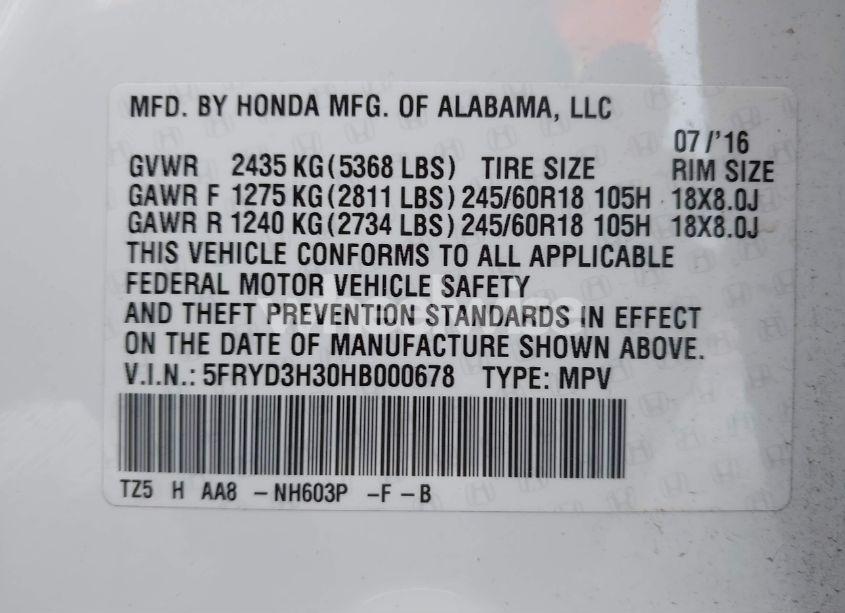 MFD. BY HONDA MFG. OF ALABAMA, LLC
07/'16
GVWR 2435 KG(5368 LBS) TIRE SIZE RIM SIZE
GAWR F 1275 KG(2811 LBS) 245/60R18 105H 18X8.0J
GAWR R 1240 KG(2734 LBS) 245/60R18 105H 18X8.0J
THIS VEHICLE CONFORMS TO ALL APPLICABLE
FEDERAL MOTOR VEHICLE SAFETY
AND THEFT PREVENTION STANDARDS IN EFFECT
ON THE DATE OF MANUFACTURE SHOWN ABOVE.
V.I.N.: 5FRYD3H30HB000678 TYPE: MPV
TZ5 H AA8 -NH603P -F-B